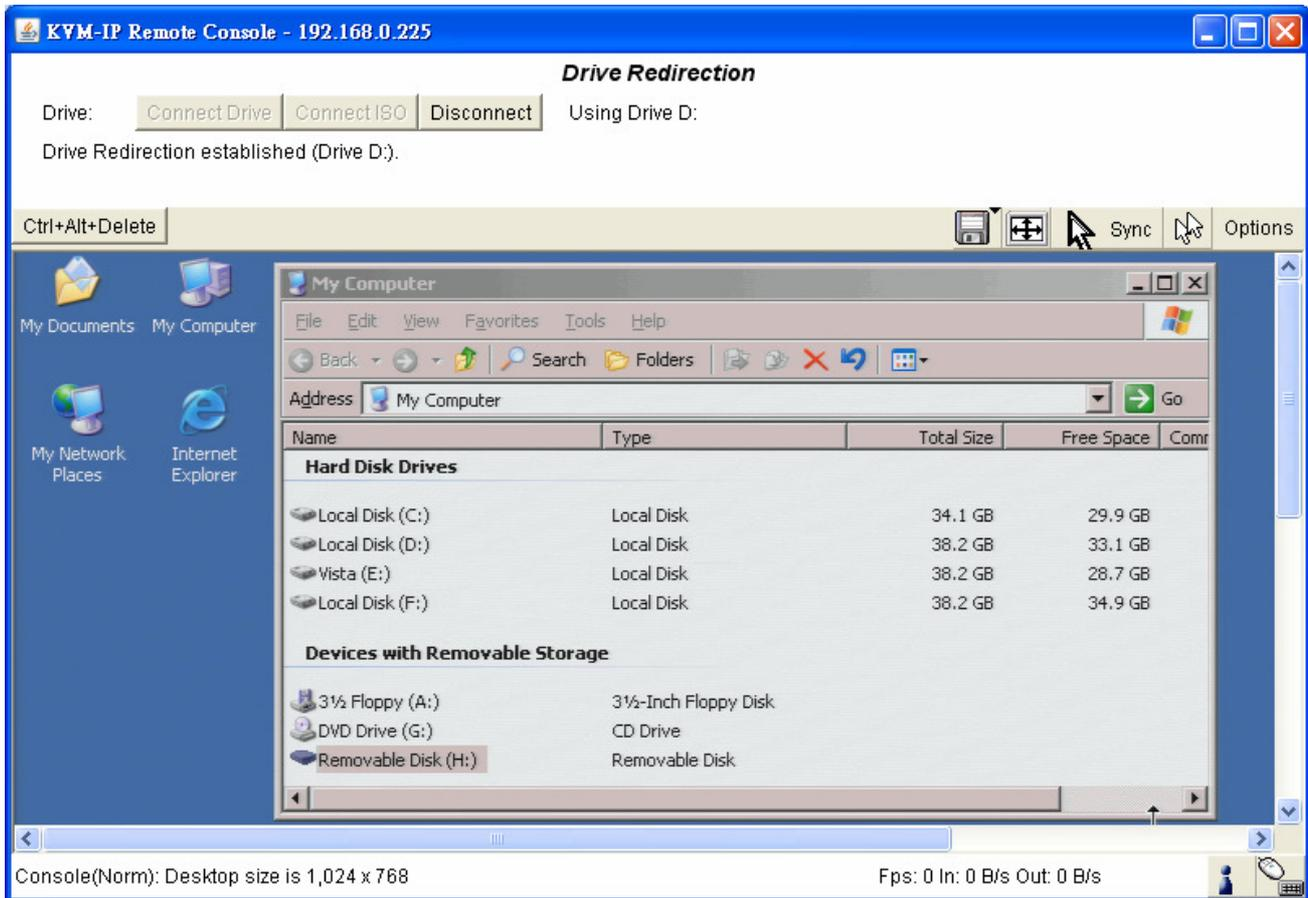 KVM-IP Remote Console - 192.168.0.225
Drive Redirection
Drive: Connect Drive Connect ISO Disconnect Using Drive D:
Drive Redirection established (Drive D:).
Ctrl+Alt+Delete Sync Options
My Documents My Computer
My Network Places
Internet Explorer
My Computer
File Edit View Favorites Tools Help
Back Search Folders
Address My Computer Go
Name Type Total Size Free Space Comr
Hard Disk Drives
Local Disk (C:) Local Disk 34.1 GB 29.9 GB
Local Disk (D:) Local Disk 38.2 GB 33.1 GB
Vista (E:) Local Disk 38.2 GB 28.7 GB
Local Disk (F:) Local Disk 38.2 GB 34.9 GB
Devices with Removable Storage
3½ Floppy (A:) 3½-Inch Floppy Disk
DVD Drive (G:) CD Drive
Removable Disk (H:) Removable Disk
Console(Norm): Desktop size is 1,024 x 768 Fps: 0 In: 0 B/s Out: 0 B/s